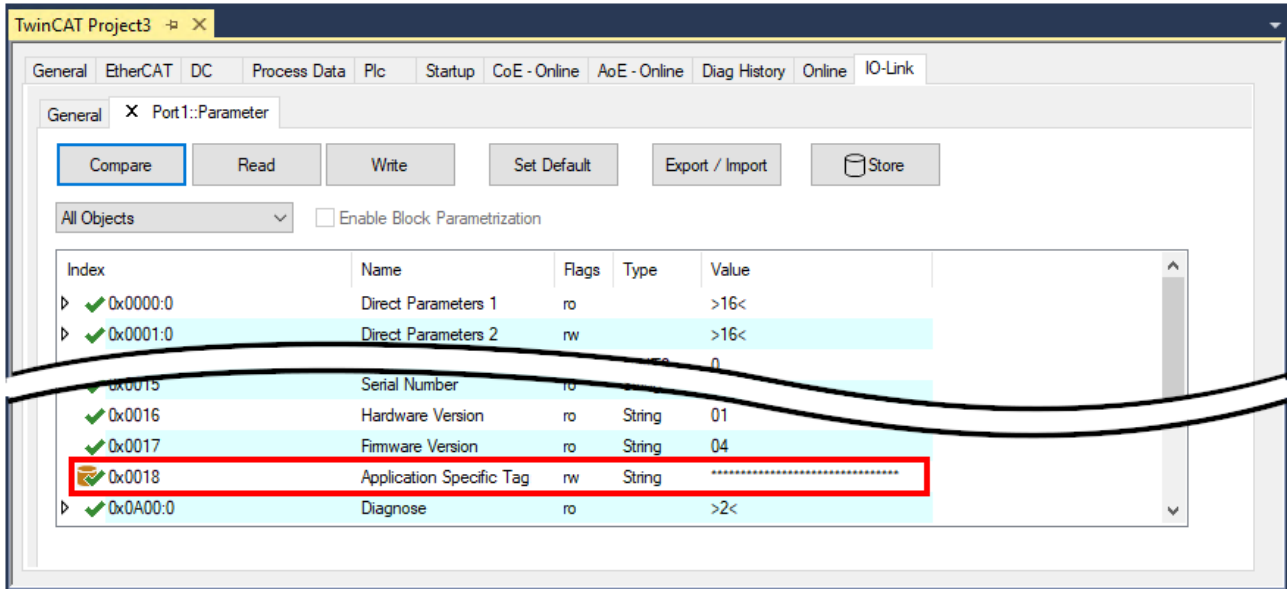 TwinCAT Project3
General EtherCAT DC Process Data Plc Startup CoE - Online AoE - Online Diag History Online IO-Link
General X Port1::Parameter
Compare Read Write Set Default Export / Import Store
All Objects Enable Block Parametrization
Index Name Flags Type Value
0x0000:0 Direct Parameters 1 ro >16<
0x0001:0 Direct Parameters 2 rw >16<
0
0x0015 Serial Number ro
0x0016 Hardware Version ro String 01
0x0017 Firmware Version ro String 04
0x0018 Application Specific Tag rw String ********************************
0x0A00:0 Diagnose ro >2<